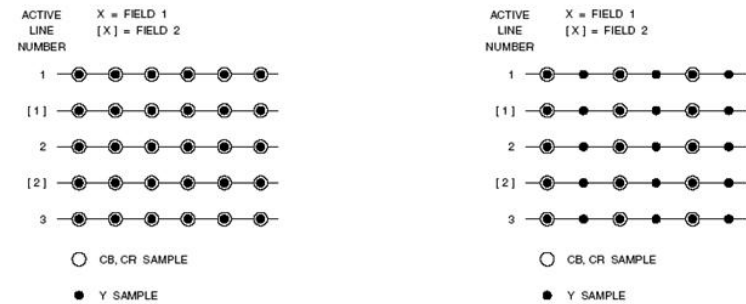 ACTIVE LINE NUMBER
X = FIELD 1
[ X ] = FIELD 2
1
[ 1 ]
2
[ 2 ]
3
CB, CR SAMPLE
Y SAMPLE
ACTIVE LINE NUMBER
X = FIELD 1
[ X ] = FIELD 2
1
[ 1 ]
2
[ 2 ]
3
CB, CR SAMPLE
Y SAMPLE